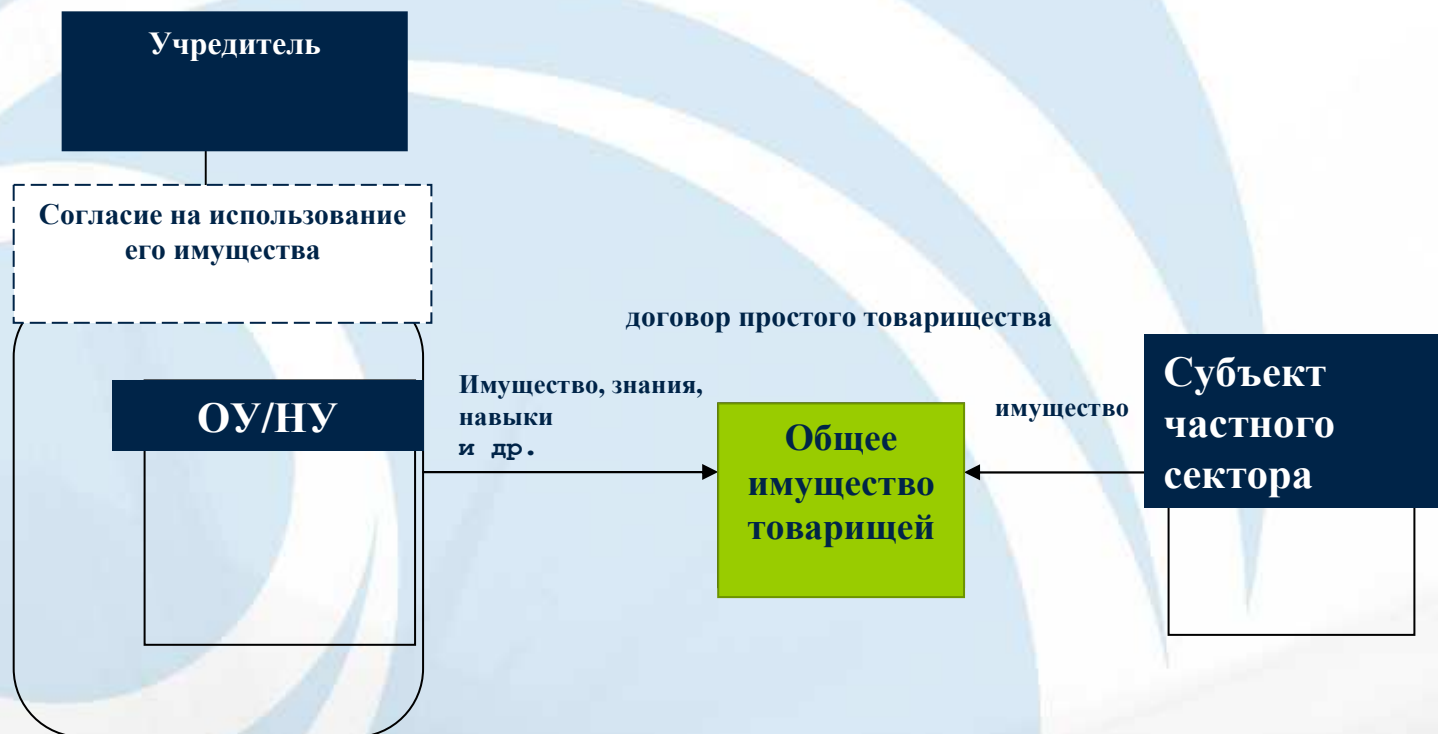 Учредитель
Согласие на использование
его имущества
договор простого товарищества
ОУ/НУ
Имущество, знания,
навыки
и др.
Общее
имущество
товарищей
имущество
Субъект
частного
сектора